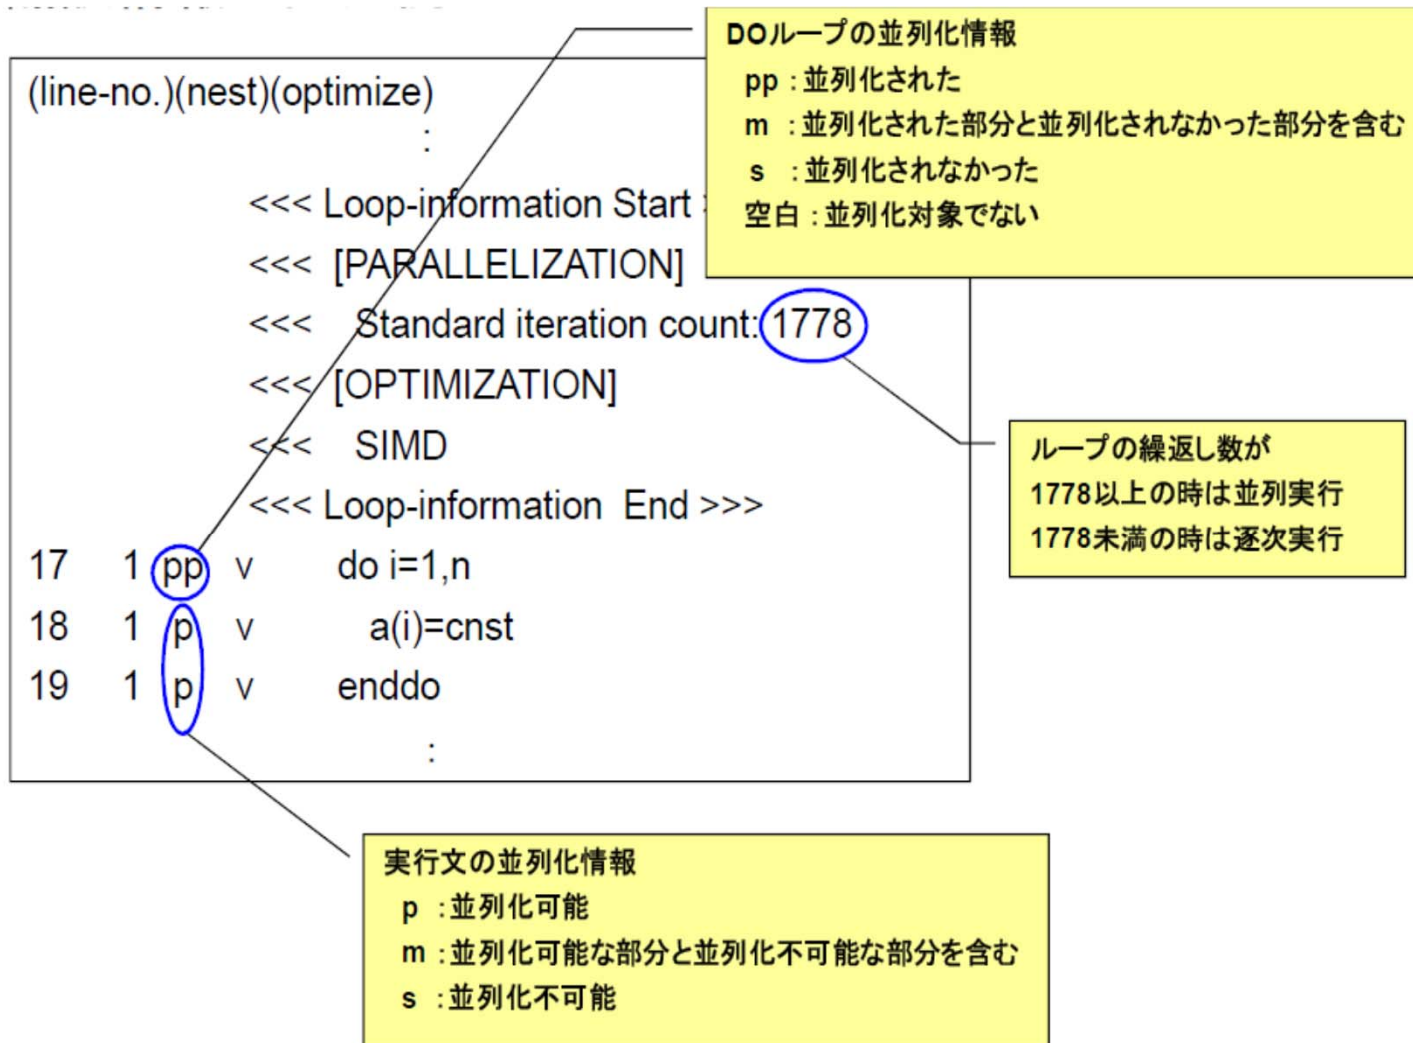 DOループの並列化情報
pp：並列化された
m ：並列化された部分と並列化されなかった部分を含む
s ：並列化されなかった
空白：並列化対象でない
(line-no.)(nest)(optimize)
:
<<< Loop-information Start
<<< [PARALLELIZATION]
<<< Standard iteration count: 1778
<<< [OPTIMIZATION]
<<< SIMD
<<< Loop-information End >>>
17 1 pp v do i=1,n
18 1 p v a(i)=cnst
19 1 p v enddo
:
ループの繰返し数が
1778以上の時は並列実行
1778未満の時は逐次実行
実行文の並列化情報
p ：並列化可能
m：並列化可能な部分と並列化不可能な部分を含む
s ：並列化不可能